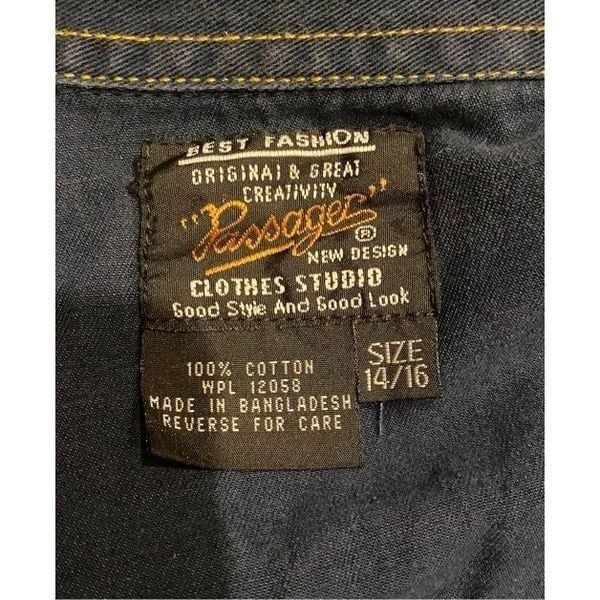 BEST FASHION
ORIGINAL & GREAT
CREATIVITY
"Passager"
®
NEW DESIGN
CLOTHES STUDIO
Good Style And Good Look
100% COTTON
WPL 12058
MADE IN BANGLADESH
REVERSE FOR CARE
SIZE
14/16